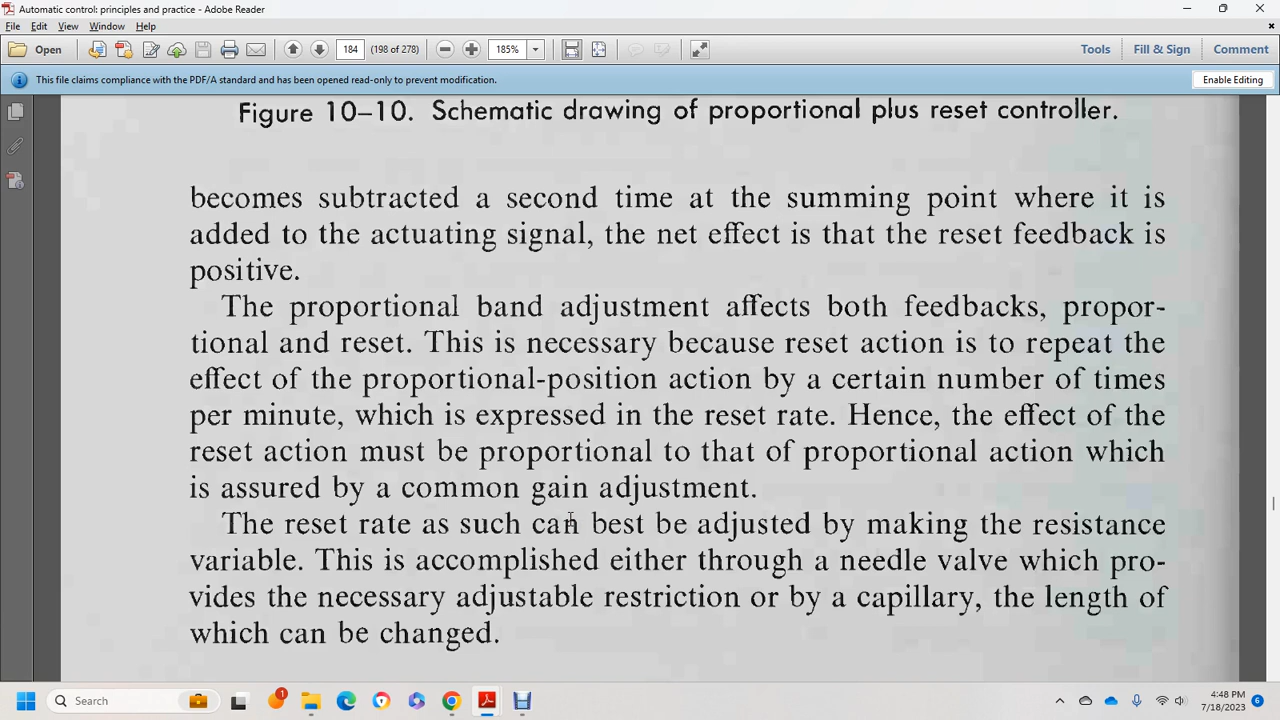 Automatic control: principles and practice - Adobe Reader
File Edit View Window Help
Open 184 (198 of 278) 185% Tools Fill & Sign Comment
This file claims compliance with the PDF/A standard and has been opened read-only to prevent modification. Enable Editing
Figure 10–10. Schematic drawing of proportional plus reset controller.
becomes subtracted a second time at the summing point where it is
added to the actuating signal, the net effect is that the reset feedback is
positive.
The proportional band adjustment affects both feedbacks, propor-
tional and reset. This is necessary because reset action is to repeat the
effect of the proportional-position action by a certain number of times
per minute, which is expressed in the reset rate. Hence, the effect of the
reset action must be proportional to that of proportional action which
is assured by a common gain adjustment.
The reset rate as such can best be adjusted by making the resistance
variable. This is accomplished either through a needle valve which pro-
vides the necessary adjustable restriction or by a capillary, the length of
which can be changed.
Search 1 4:48 PM
7/18/2023 6